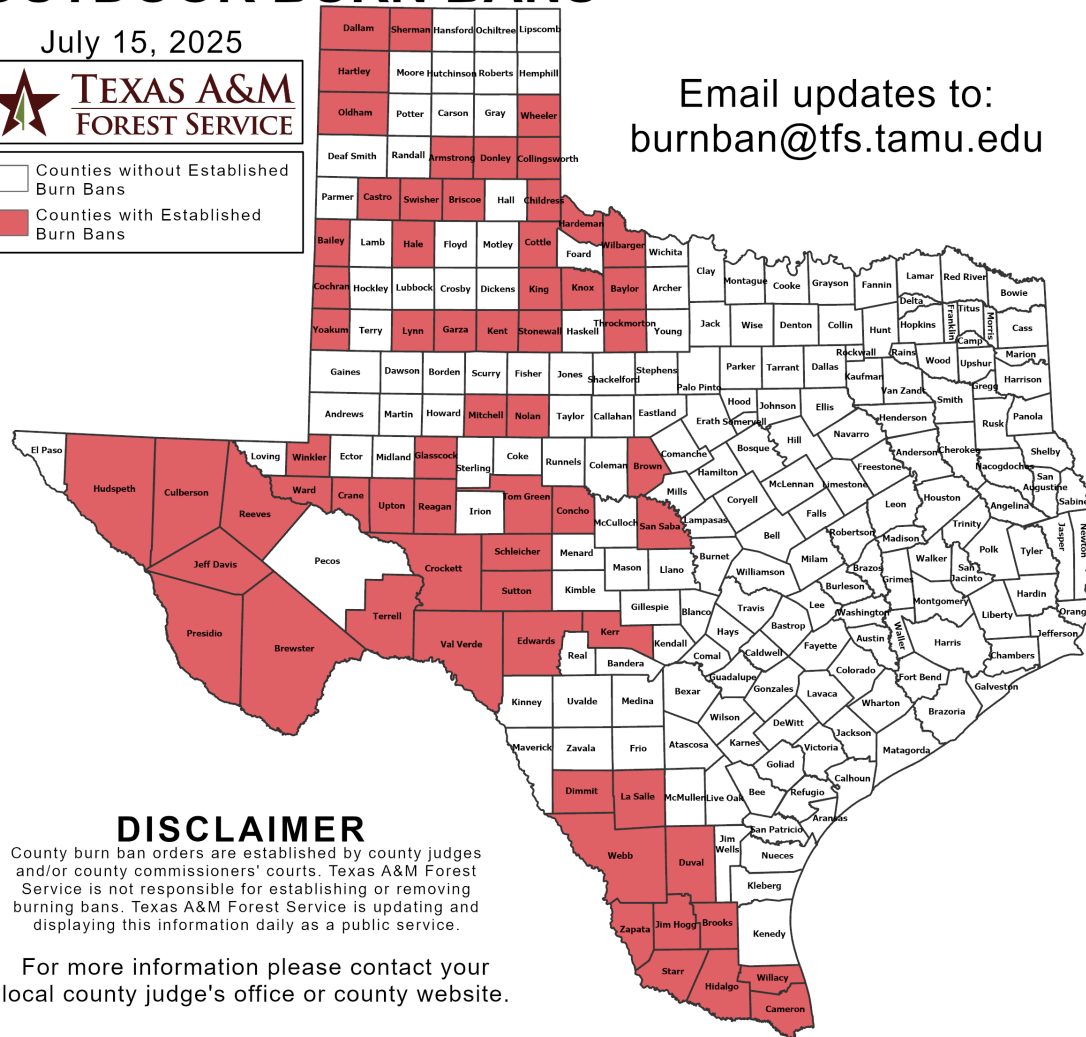 July 15, 2025
TEXAS A&M
FOREST SERVICE
Counties without Established
Burn Bans
Counties with Established
Burn Bans
Email updates to:
burnban@tfs.tamu.edu
Dallam Sherman Hansford Ochiltree Lipscomb
Hartley Moore Hutchinson Roberts Hemphill
Oldham Potter Carson Gray Wheeler
Deaf Smith Randall Armstrong Donley Collingsworth
Parmer Castro Swisher Briscoe Hall Childress
Hardeman
Bailey Lamb Hale Floyd Motley Cottle Foard Wilbarger Wichita
Clay Montague Cooke Grayson Fannin Lamar Red River Bowie
Cochran Hockley Lubbock Crosby Dickens King Knox Baylor Archer
Delta Franklin Titus Morris
Yoakum Terry Lynn Garza Kent Stonewall Haskell Throckmorton Young Jack Wise Denton Collin Hunt Hopkins Camp Cass
Rockwall Rains Wood Upshur Marion
Gaines Dawson Borden Scurry Fisher Jones Shackelford Stephens Palo Pinto Parker Tarrant Dallas Kaufman Van Zandt Gregg Harrison
Smith
Andrews Martin Howard Mitchell Nolan Taylor Callahan Eastland Erath Hood Somervell Johnson Ellis Henderson Rusk Panola
El Paso Loving Winkler Ector Midland Glasscock Sterling Coke Runnels Coleman Brown Comanche Bosque Hill Navarro Anderson Cherokee Shelby
Hamilton Freestone Nacogdoches
Hudspeth Culberson Reeves Ward Crane Upton Reagan Irion Tom Green Concho McCulloch San Saba Mills Coryell McLennan Limestone Leon Houston San Augustine Sabine
Lampasas Falls Angelina
Bell Robertson Madison Trinity Jasper Newton
Jeff Davis Pecos Crockett Schleicher Menard Mason Llano Burnet Milam Brazos Walker Polk Tyler
Williamson Grimes San Jacinto
Terrell Sutton Kimble Burleson Montgomery Hardin
Gillespie Blanco Travis Lee Washington Liberty Orang
Presidio Brewster Val Verde Edwards Kerr Kendall Hays Bastrop Austin Waller Harris Jefferson
Real Bandera Comal Caldwell Fayette Chambers
Guadalupe Colorado Fort Bend
Kinney Uvalde Medina Bexar Gonzales Lavaca Wharton Galveston
Wilson Brazoria
Maverick Zavala Frio Atascosa Karnes DeWitt Victoria Jackson Matagorda
Goliad Calhoun
Dimmit La Salle McMullen Live Oak Bee Refugio
Aransas
San Patricio
Webb Duval Jim Wells Nueces
Kleberg
Zapata Jim Hogg Brooks Kenedy
Starr Hidalgo Willacy
Cameron
DISCLAIMER
County burn ban orders are established by county judges
and/or county commissioners' courts. Texas A&M Forest
Service is not responsible for establishing or removing
burning bans. Texas A&M Forest Service is updating and
displaying this information daily as a public service.
For more information please contact your
local county judge's office or county website.